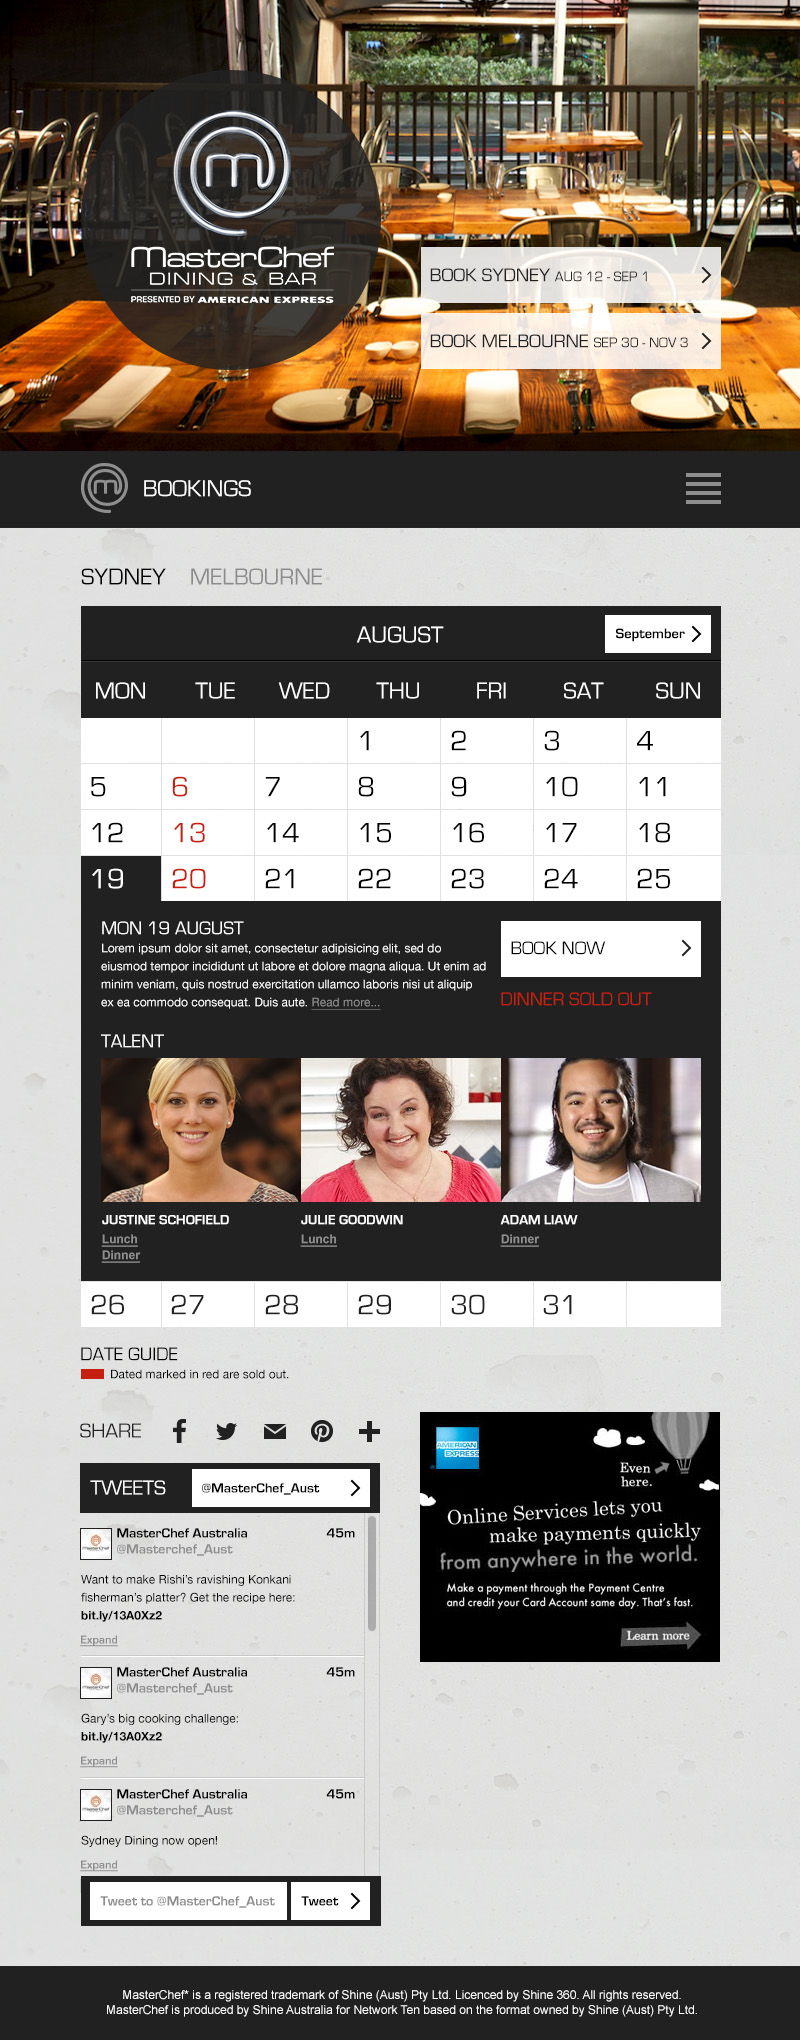 MasterChef
DINING & BAR
PRESENTED BY AMERICAN EXPRESS
BOOK SYDNEY AUG 12 - SEP 1
BOOK MELBOURNE SEP 30 - NOV 3
BOOKINGS
SYDNEY MELBOURNE
AUGUST September
MON TUE WED THU FRI SAT SUN
1 2 3 4
5 6 7 8 9 10 11
12 13 14 15 16 17 18
19 20 21 22 23 24 25
MON 19 AUGUST
Lorem ipsum dolor sit amet, consectetur adipisicing elit, sed do
eiusmod tempor incididunt ut labore et dolore magna aliqua. Ut enim ad
minim veniam, quis nostrud exercitation ullamco laboris nisi ut aliquip
ex ea commodo consequat. Duis aute. Read more...
BOOK NOW
DINNER SOLD OUT
TALENT
JUSTINE SCHOFIELD
Lunch
Dinner
JULIE GOODWIN
Lunch
ADAM LIAW
Dinner
26 27 28 29 30 31
DATE GUIDE
Dated marked in red are sold out.
SHARE
TWEETS @MasterChef_Aust
MasterChef Australia 45m
@Masterchef_Aust
Want to make Rishi's ravishing Konkani
fisherman's platter? Get the recipe here:
bit.ly/13A0Xz2
Expand
MasterChef Australia 45m
@Masterchef_Aust
Gary's big cooking challenge:
bit.ly/13A0Xz2
Expand
MasterChef Australia 45m
@Masterchef_Aust
Sydney Dining now open!
Expand
Tweet to @MasterChef_Aust Tweet
AMERICAN
EXPRESS
Even
here.
Online Services lets you
make payments quickly
from anywhere in the world.
Make a payment through the Payment Centre
and credit your Card Account same day. That's fast.
Learn more
MasterChef* is a registered trademark of Shine (Aust) Pty Ltd. Licenced by Shine 360. All rights reserved.
MasterChef is produced by Shine Australia for Network Ten based on the format owned by Shine (Aust) Pty Ltd.